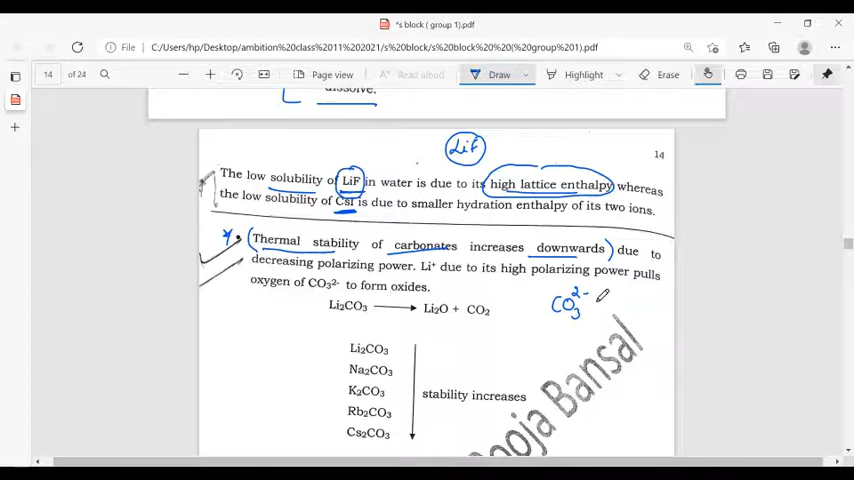 *s block ( group 1).pdf
File
C:/Users/hp/Desktop/ambition%20class%2011%202021/s%20block/s%20block%20%20(%20group%201).pdf
14 of 24
Page view
Read aloud
Draw
Highlight
Erase
dissolve.
LiF
14
The low solubility of LiF in water is due to its high lattice enthalpy whereas
the low solubility of CsI is due to smaller hydration enthalpy of its two ions.
* • (Thermal stability of carbonates increases downwards) due to
decreasing polarizing power. Li⁺ due to its high polarizing power pulls
oxygen of CO₃²⁻ to form oxides.
Li₂CO₃ → Li₂O + CO₂
CO₃²⁻
Li₂CO₃
Na₂CO₃
K₂CO₃
stability increases
Rb₂CO₃
Cs₂CO₃
ooja Bansal